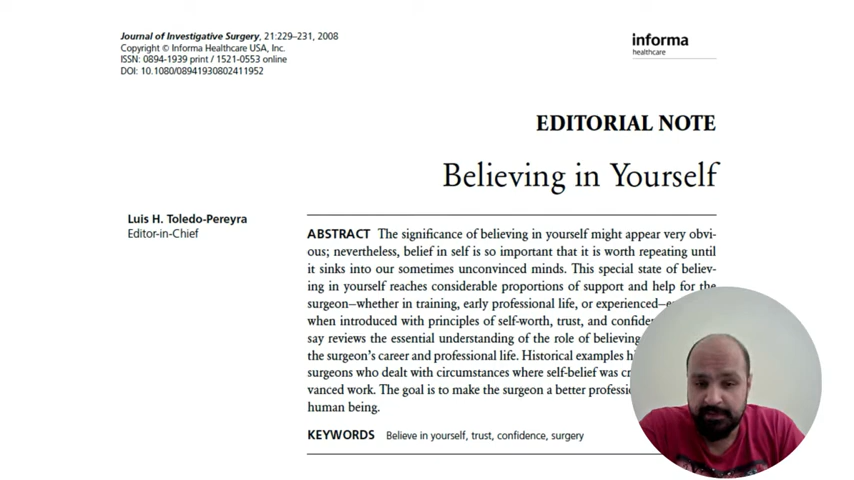 Journal of Investigative Surgery, 21:229–231, 2008
Copyright © Informa Healthcare USA, Inc.
ISSN: 0894-1939 print / 1521-0553 online
DOI: 10.1080/08941930802411952
informa
healthcare
EDITORIAL NOTE
Believing in Yourself
Luis H. Toledo-Pereyra
Editor-in-Chief
ABSTRACT The significance of believing in yourself might appear very obvi-
ous; nevertheless, belief in self is so important that it is worth repeating until
it sinks into our sometimes unconvinced minds. This special state of believ-
ing in yourself reaches considerable proportions of support and help for the
surgeon—whether in training, early professional life, or experienced—
when introduced with principles of self-worth, trust, and
say reviews the essential understanding of the role of believing
the surgeon's career and professional life. Historical examples
surgeons who dealt with circumstances where self-belief was
vanced work. The goal is to make the surgeon a better
human being.
KEYWORDS Believe in yourself, trust, confidence, surgery